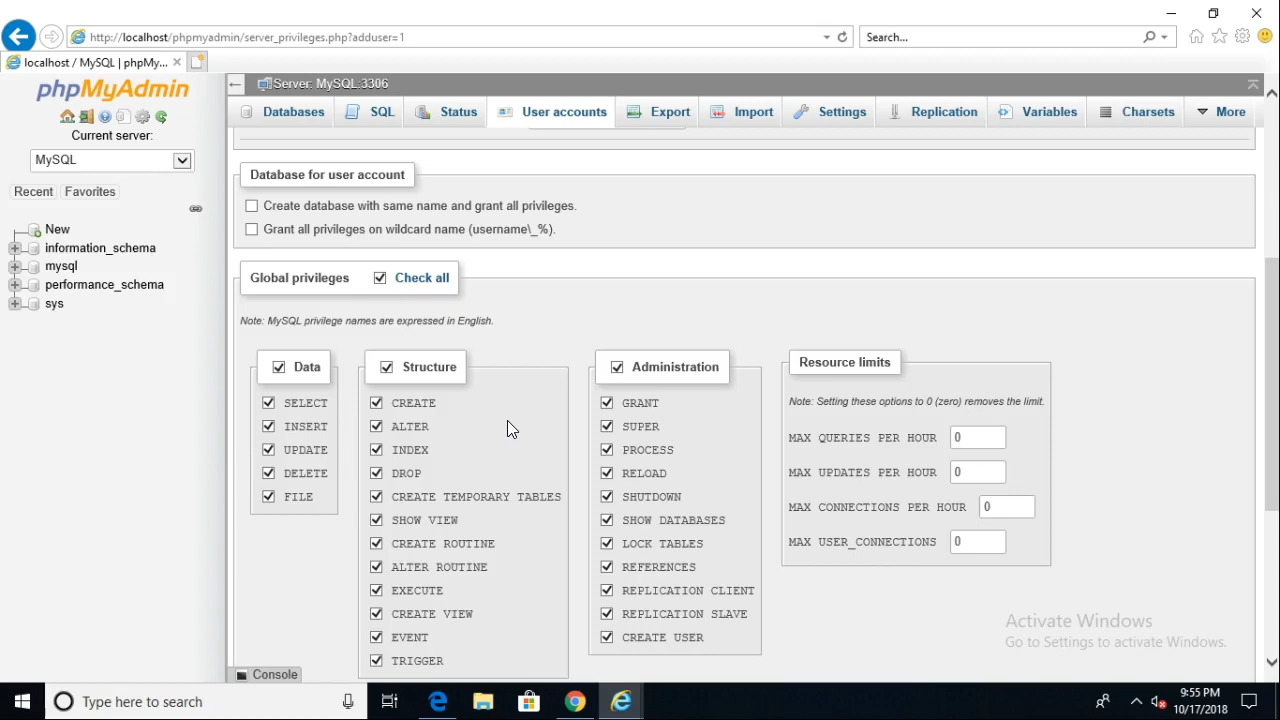 http://localhost/phpmyadmin/server_privileges.php?adduser=1
Search...
localhost / MySQL | phpMy...
phpMyAdmin
Server: MySQL:3306
Current server:
MySQL
Databases
SQL
Status
User accounts
Export
Import
Settings
Replication
Variables
Charsets
More
Recent
Favorites
New
information_schema
mysql
performance_schema
sys
Database for user account
Create database with same name and grant all privileges.
Grant all privileges on wildcard name (username\_%).
Global privileges Check all
Note: MySQL privilege names are expressed in English.
Data
SELECT
INSERT
UPDATE
DELETE
FILE
Structure
CREATE
ALTER
INDEX
DROP
CREATE TEMPORARY TABLES
SHOW VIEW
CREATE ROUTINE
ALTER ROUTINE
EXECUTE
CREATE VIEW
EVENT
TRIGGER
Administration
GRANT
SUPER
PROCESS
RELOAD
SHUTDOWN
SHOW DATABASES
LOCK TABLES
REFERENCES
REPLICATION CLIENT
REPLICATION SLAVE
CREATE USER
Resource limits
Note: Setting these options to 0 (zero) removes the limit.
MAX QUERIES PER HOUR 0
MAX UPDATES PER HOUR 0
MAX CONNECTIONS PER HOUR 0
MAX USER_CONNECTIONS 0
Activate Windows
Go to Settings to activate Windows.
Console
Type here to search
9:55 PM
10/17/2018